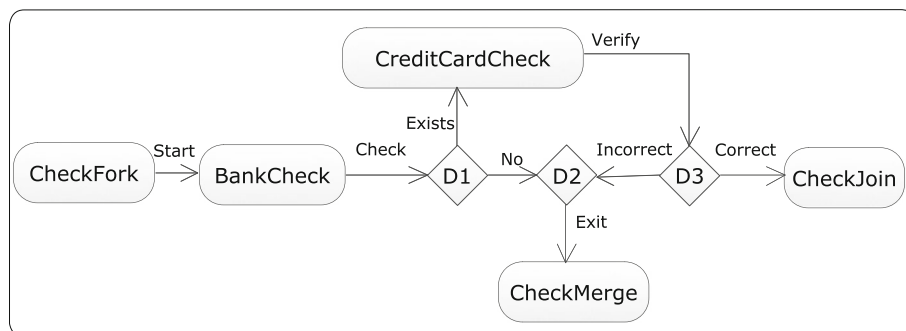 Verify
CreditCardCheck
Exists
Start
Check
No
Incorrect
Correct
CheckFork
BankCheck
D1
D2
D3
CheckJoin
Exit
CheckMerge